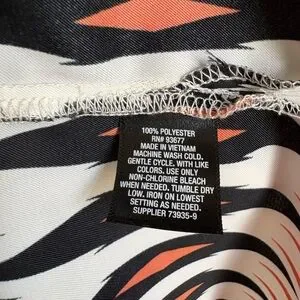 100% POLYESTER
RN# 93677
MADE IN VIETNAM
MACHINE WASH COLD.
GENTLE CYCLE. WITH LIKE
COLORS. USE ONLY
NON-CHLORINE BLEACH
WHEN NEEDED. TUMBLE DRY
LOW. IRON ON LOWEST
SETTING AS NEEDED.
SUPPLIER 73935-9